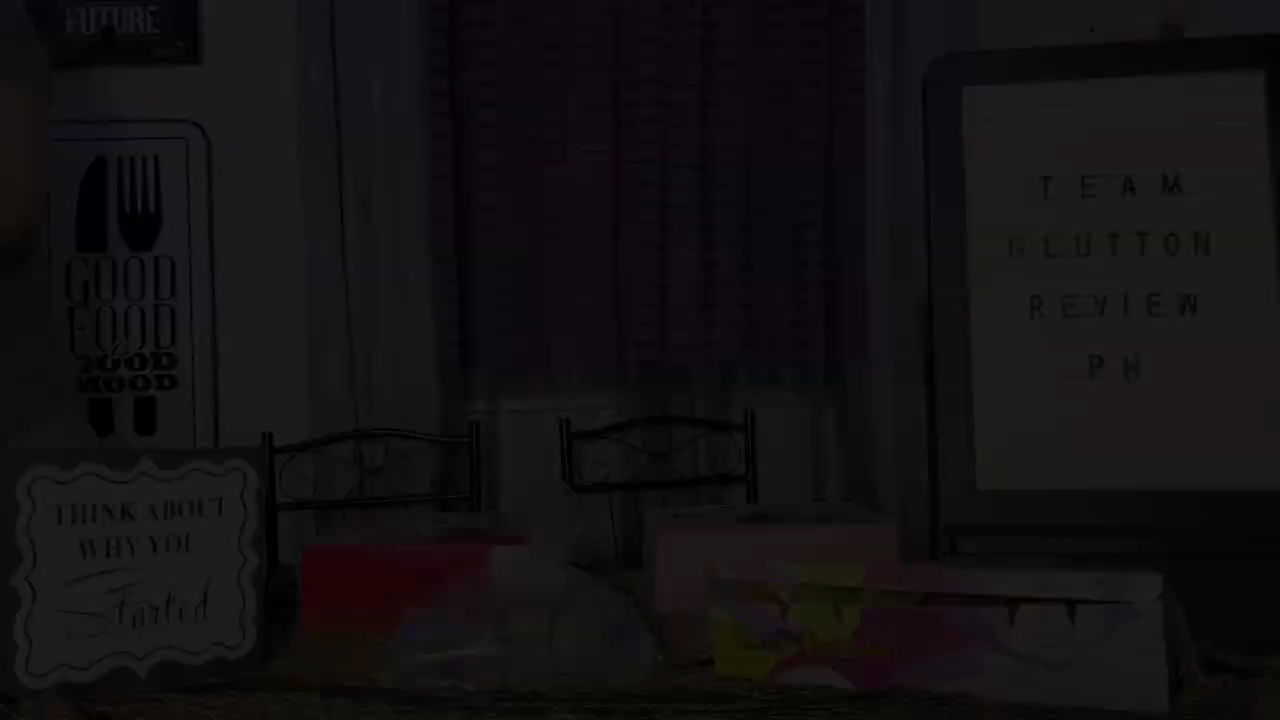 FUTURE
GOOD
FOOD
GOOD
MOOD
THINK ABOUT
WHY YOU
Started
TEAM
GLUTTON
REVIEW
PH